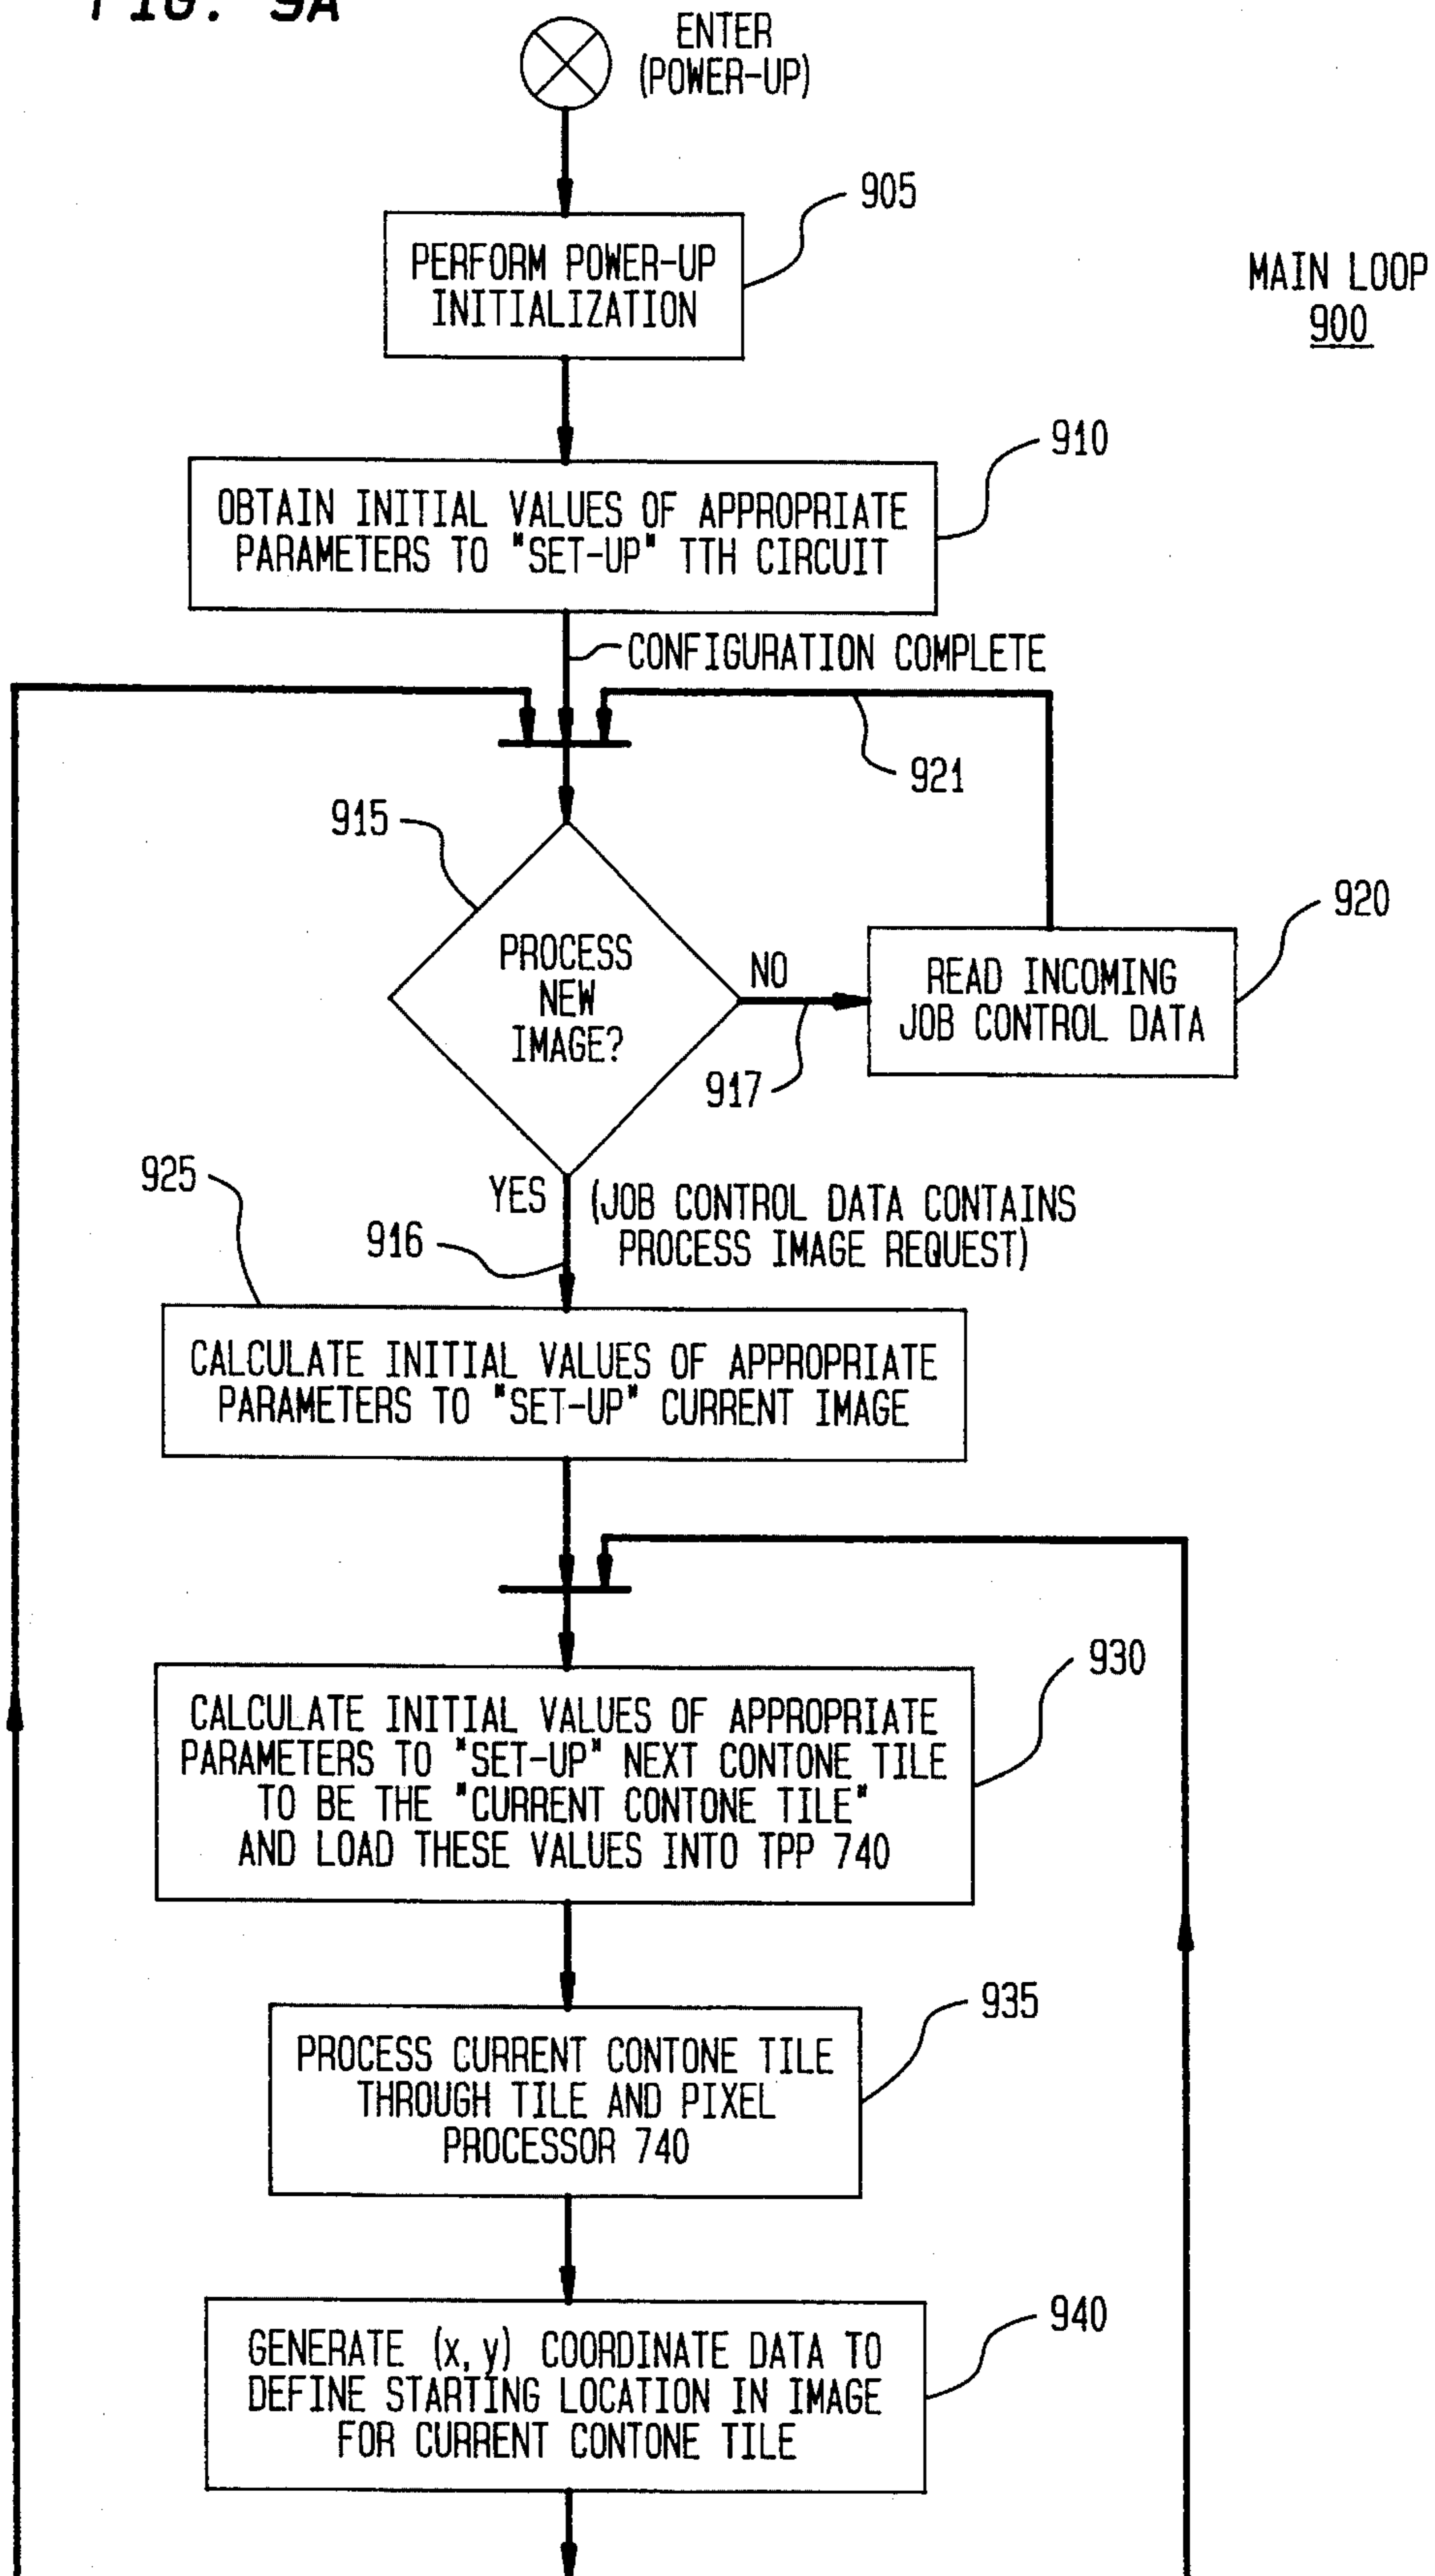 FIG. 9A
ENTER
(POWER-UP)
905
PERFORM POWER-UP
INITIALIZATION
MAIN LOOP
900
910
OBTAIN INITIAL VALUES OF APPROPRIATE
PARAMETERS TO "SET-UP" TTH CIRCUIT
CONFIGURATION COMPLETE
921
915
PROCESS
NEW
IMAGE?
NO
917
920
READ INCOMING
JOB CONTROL DATA
925
YES
916
(JOB CONTROL DATA CONTAINS
PROCESS IMAGE REQUEST)
CALCULATE INITIAL VALUES OF APPROPRIATE
PARAMETERS TO "SET-UP" CURRENT IMAGE
930
CALCULATE INITIAL VALUES OF APPROPRIATE
PARAMETERS TO "SET-UP" NEXT CONTONE TILE
TO BE THE "CURRENT CONTONE TILE"
AND LOAD THESE VALUES INTO TPP 740
935
PROCESS CURRENT CONTONE TILE
THROUGH TILE AND PIXEL
PROCESSOR 740
940
GENERATE (x, y) COORDINATE DATA TO
DEFINE STARTING LOCATION IN IMAGE
FOR CURRENT CONTONE TILE